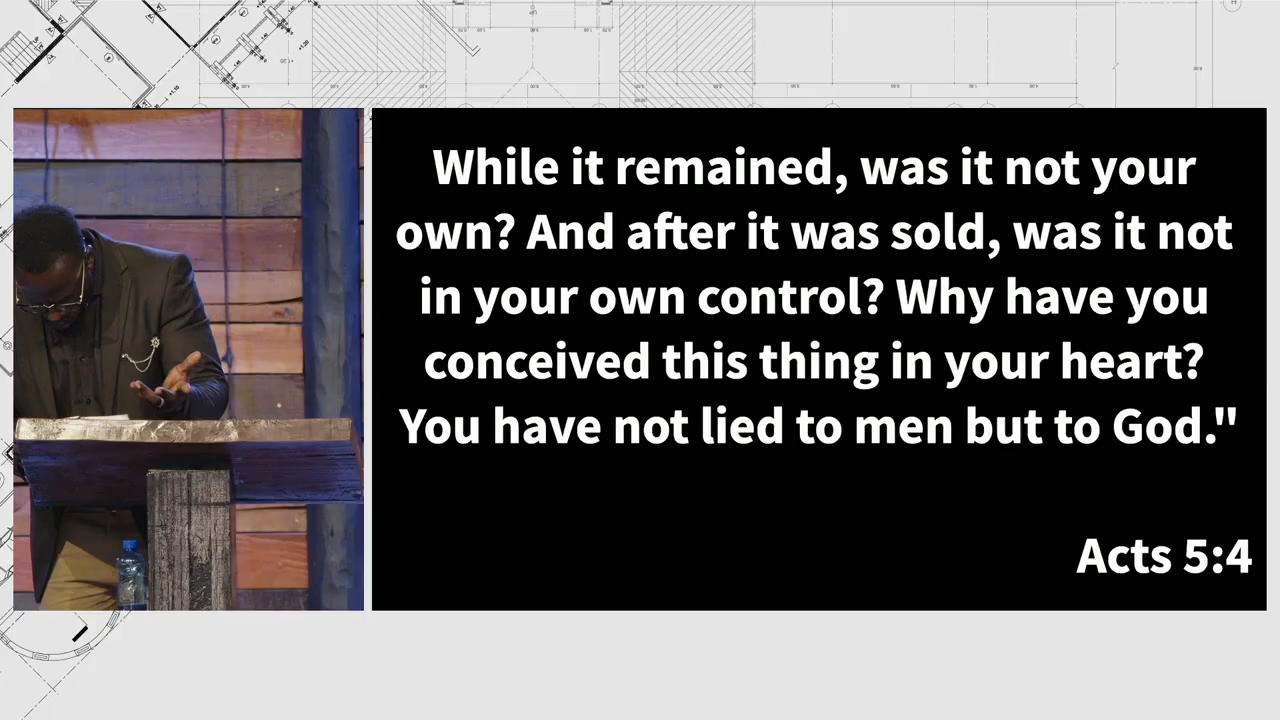 While it remained, was it not your
own? And after it was sold, was it not
in your own control? Why have you
conceived this thing in your heart?
You have not lied to men but to God."
Acts 5:4